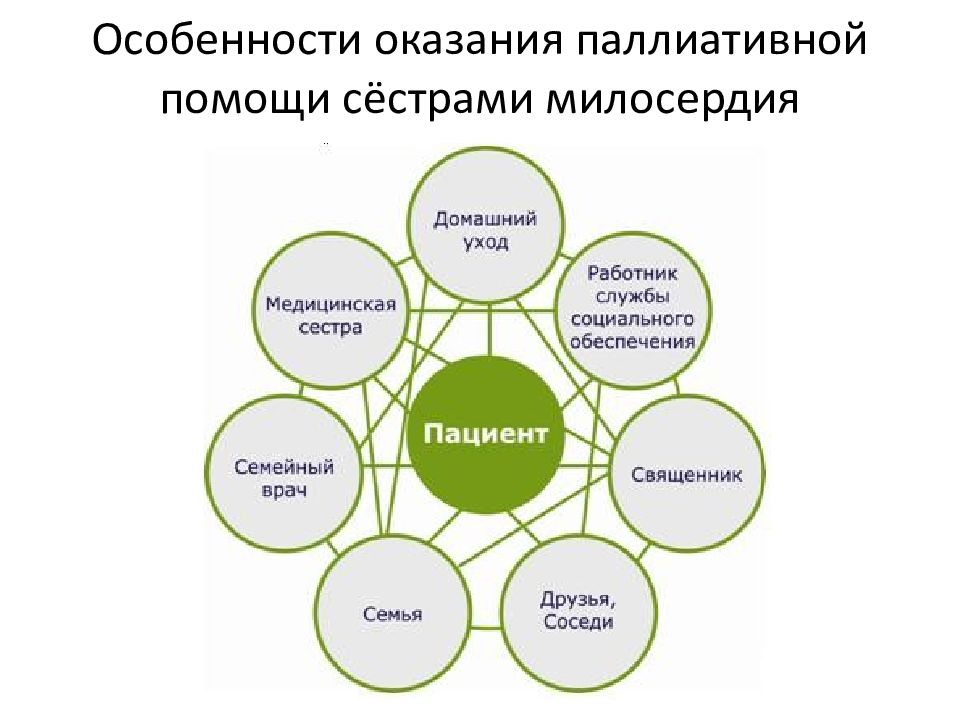 Особенности оказания паллиативной
помощи сёстрами милосердия
Домашний
уход
Медицинская
сестра
Работник
службы
социального
обеспечения
Пациент
Семейный
врач
Священник
Семья
Друзья,
Соседи